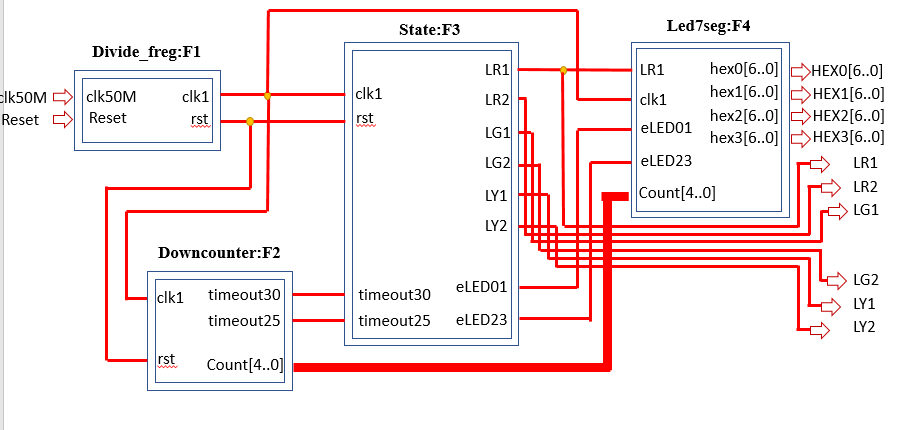 Divide_freg:F1
clk50M
Reset
clk50M
clk1
Reset
rst
State:F3
clk1
rst
timeout30
timeout25
LR1
LR2
LG1
LG2
LY1
LY2
eLED01
eLED23
Led7seg:F4
LR1
clk1
eLED01
eLED23
Count[4..0]
hex0[6..0]
hex1[6..0]
hex2[6..0]
hex3[6..0]
HEX0[6..0]
HEX1[6..0]
HEX2[6..0]
HEX3[6..0]
LR1
LR2
LG1
LG2
LY1
LY2
Downcounter:F2
clk1
rst
timeout30
timeout25
Count[4..0]